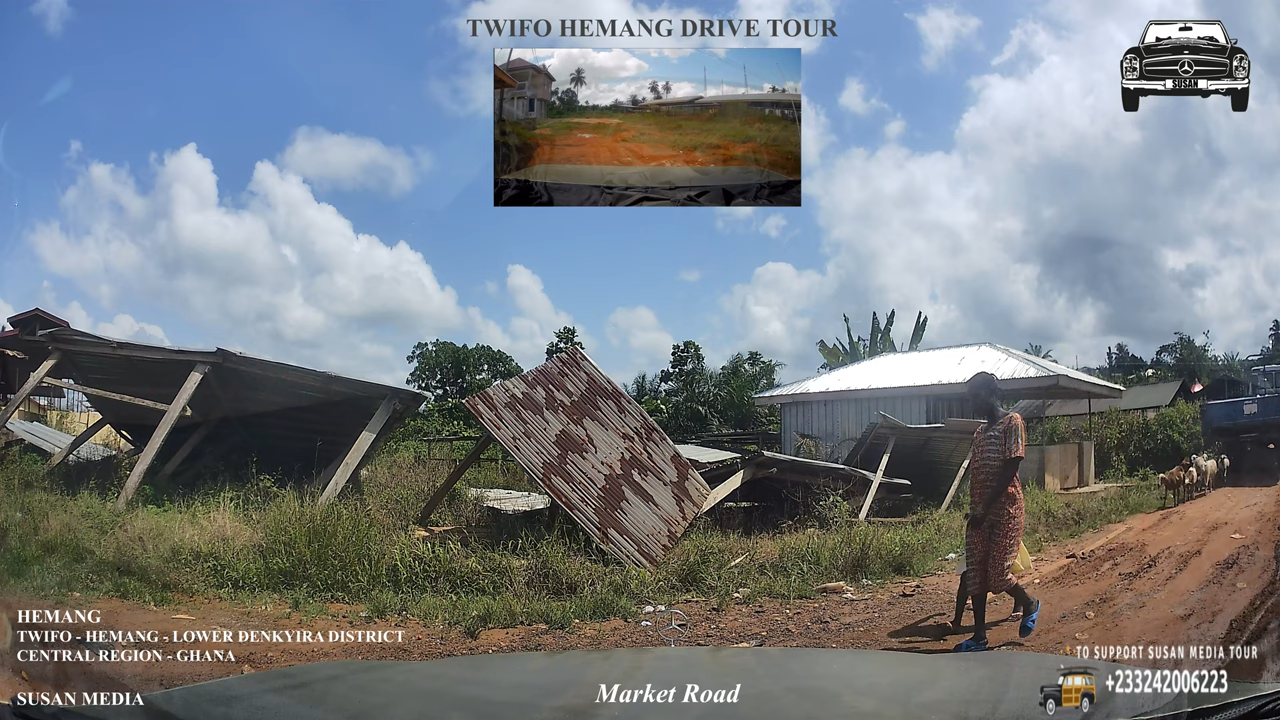 TWIFO HEMANG DRIVE TOUR
SUSAN
HEMANG
TWIFO - HEMANG - LOWER DENKYIRA DISTRICT
CENTRAL REGION - GHANA
SUSAN MEDIA
Market Road
TO SUPPORT SUSAN MEDIA TOUR
+233242006223